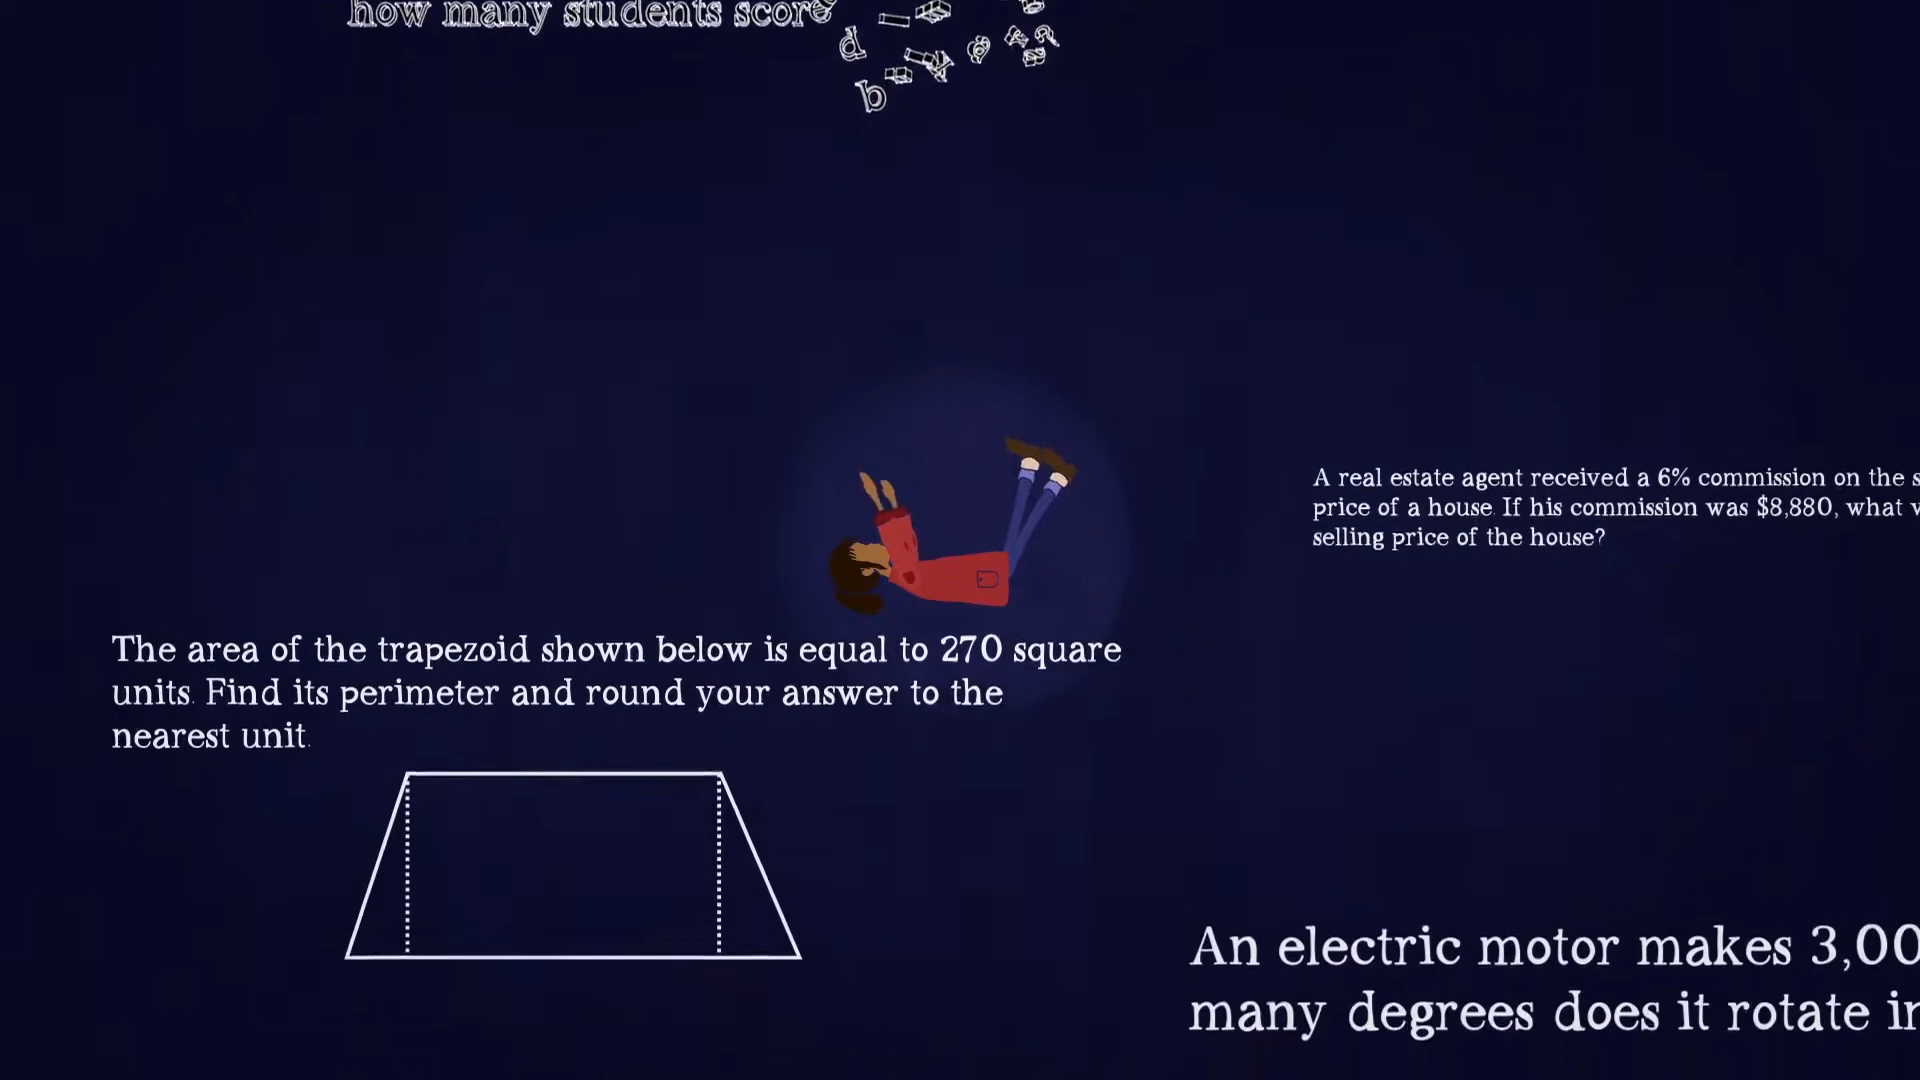 how many students score
d
b
A real estate agent received a 6% commission on the
price of a house. If his commission was $8,880, what
selling price of the house?
The area of the trapezoid shown below is equal to 270 square
units. Find its perimeter and round your answer to the
nearest unit.
An electric motor makes 3,00
many degrees does it rotate in